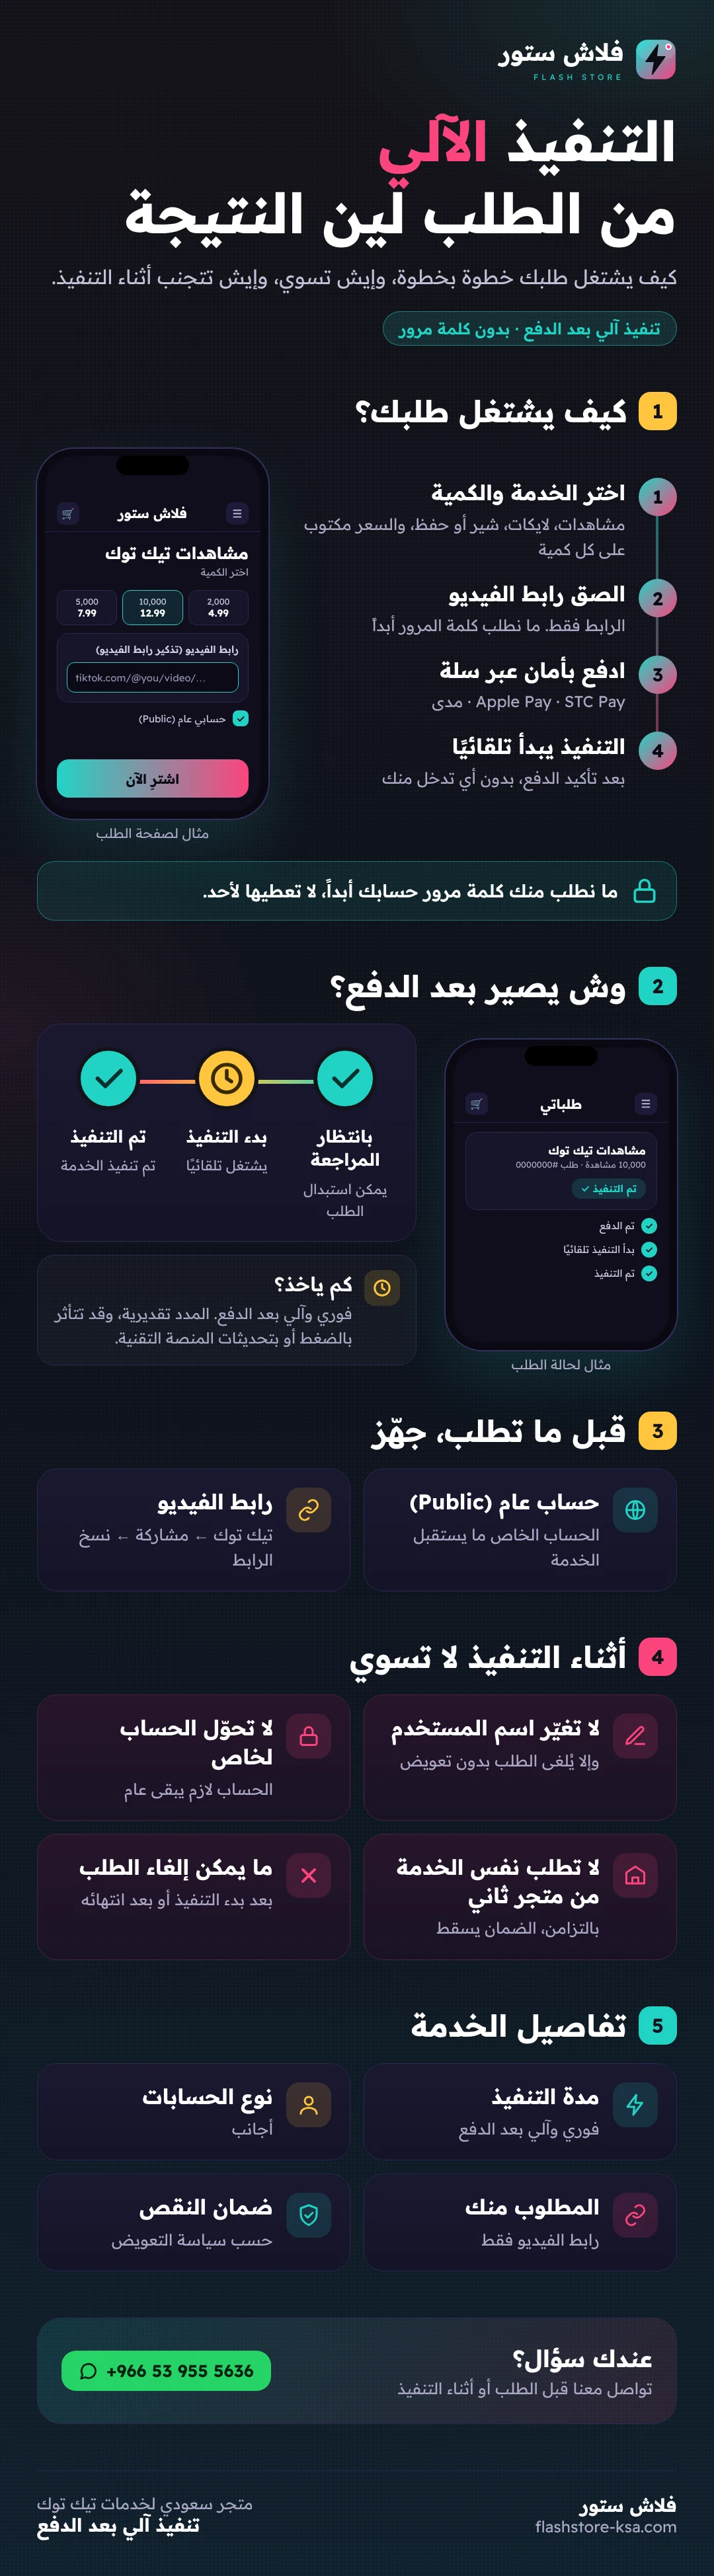 فلاش ستور
FLASH STORE
التنفيذ الآلي
من الطلب لين النتيجة
كيف يشتغل طلبك خطوة بخطوة، وإيش تسوي، وإيش تتجنب أثناء التنفيذ.
تنفيذ آلي بعد الدفع · بدون كلمة مرور
1
كيف يشتغل طلبك؟
1
اختر الخدمة والكمية
مشاهدات، لايكات، شير أو حفظ، والسعر مكتوب
على كل كمية
2
الصق رابط الفيديو
الرابط فقط. ما نطلب كلمة المرور أبداً
3
ادفع بأمان عبر سلة
مدى · Apple Pay · STC Pay
4
التنفيذ يبدأ تلقائيًا
بعد تأكيد الدفع، بدون أي تدخل منك
فلاش ستور
مشاهدات تيك توك
اختر الكمية
2,000
4.99
10,000
12.99
5,000
7.99
رابط الفيديو (تذكير رابط الفيديو)
tiktok.com/@you/video/...
حسابي عام (Public)
اشترِ الآن
مثال لصفحة الطلب
ما نطلب منك كلمة مرور حسابك أبداً، لا تعطيها لأحد.
2
وش يصير بعد الدفع؟
طلباتي
مشاهدات تيك توك
10,000 مشاهدة · طلب #0000000
تم التنفيذ ✓
تم الدفع
بدأ التنفيذ تلقائيًا
تم التنفيذ
مثال لحالة الطلب
بانتظار
المراجعة
يمكن استبدال
الطلب
بدء التنفيذ
يشتغل تلقائيًا
تم التنفيذ
تم تنفيذ الخدمة
كم ياخذ؟
فوري وآلي بعد الدفع. المدد تقديرية، وقد تتأثر
بالضغط أو بتحديثات المنصة التقنية.
3
قبل ما تطلب، جهّز
حساب عام (Public)
الحساب الخاص ما يستقبل
الخدمة
رابط الفيديو
تيك توك ← مشاركة ← نسخ
الرابط
4
أثناء التنفيذ لا تسوي
لا تغيّر اسم المستخدم
وإلا يُلغى الطلب بدون تعويض
لا تحوّل الحساب
لخاص
الحساب لازم يبقى عام
لا تطلب نفس الخدمة
من متجر ثاني
بالتزامن، الضمان يسقط
ما يمكن إلغاء الطلب
بعد بدء التنفيذ أو بعد انتهائه
5
تفاصيل الخدمة
مدة التنفيذ
فوري وآلي بعد الدفع
نوع الحسابات
أجانب
المطلوب منك
رابط الفيديو فقط
ضمان النقص
حسب سياسة التعويض
عندك سؤال؟
تواصل معنا قبل الطلب أو أثناء التنفيذ
+966 53 955 5636
فلاش ستور
flashstore-ksa.com
متجر سعودي لخدمات تيك توك
تنفيذ آلي بعد الدفع